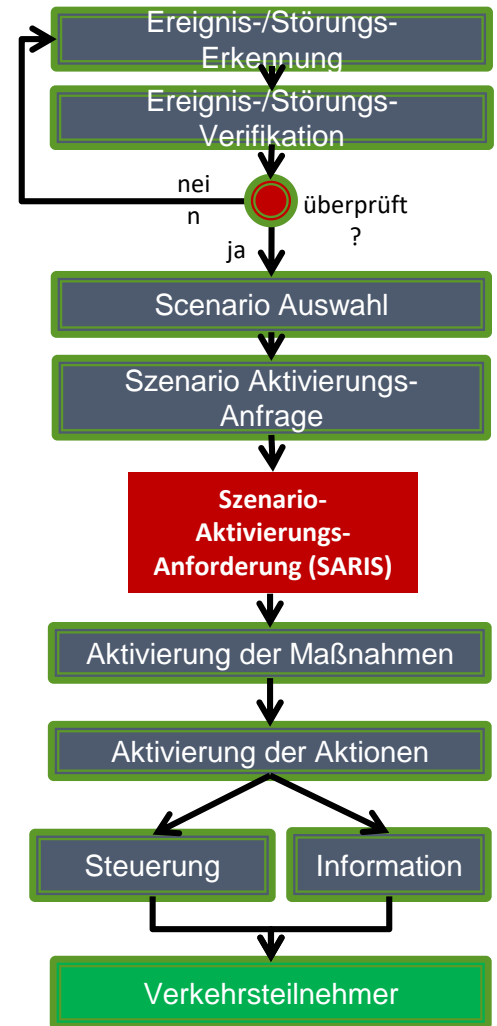 Ereignis-/Störungs-
Erkennung
Ereignis-/Störungs-
Verifikation
nei
n
überprüft
?
ja
Scenario Auswahl
Szenario Aktivierungs-
Anfrage
Szenario-
Aktivierungs-
Anforderung (SARIS)
Aktivierung der Maßnahmen
Aktivierung der Aktionen
Steuerung
Information
Verkehrsteilnehmer